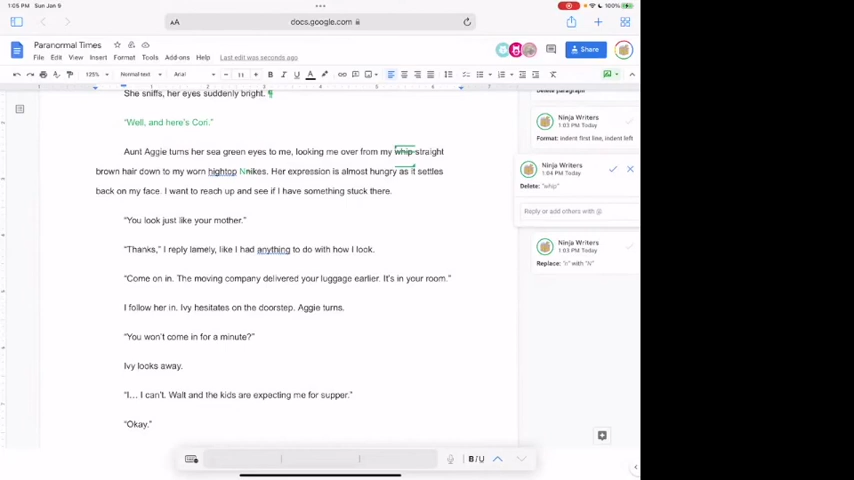 1:05 PM Sun Jan 9
100%
AA
docs.google.com
Paranormal Times
File Edit View Insert Format Tools Add-ons Help Last edit was seconds ago
Share
125% Normal text Arial 11 B I U A
She sniffs, her eyes suddenly bright. ¶
“Well, and here’s Cori.”
Aunt Aggie turns her sea green eyes to me, looking me over from my whip straight
brown hair down to my worn hightop Nnikes. Her expression is almost hungry as it settles
back on my face. I want to reach up and see if I have something stuck there.
“You look just like your mother.”
“Thanks,” I reply lamely, like I had anything to do with how I look.
“Come on in. The moving company delivered your luggage earlier. It’s in your room.”
I follow her in. Ivy hesitates on the doorstep. Aggie turns.
“You won’t come in for a minute?”
Ivy looks away.
“I… I can’t. Walt and the kids are expecting me for supper.”
“Okay.”
Delete paragraph
Ninja Writers
1:03 PM Today
Format: indent first line, indent left
Ninja Writers
1:04 PM Today
Delete: “whip”
Reply or add others with @
Ninja Writers
1:03 PM Today
Replace: “n” with “N”
B I U